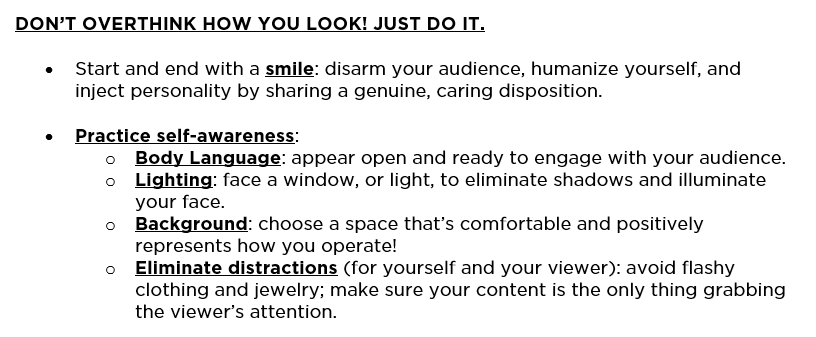 DON'T OVERTHINK HOW YOU LOOK! JUST DO IT.
• Start and end with a smile: disarm your audience, humanize yourself, and
inject personality by sharing a genuine, caring disposition.
• Practice self-awareness:
o Body Language: appear open and ready to engage with your audience.
o Lighting: face a window, or light, to eliminate shadows and illuminate
your face.
o Background: choose a space that's comfortable and positively
represents how you operate!
o Eliminate distractions (for yourself and your viewer): avoid flashy
clothing and jewelry; make sure your content is the only thing grabbing
the viewer's attention.